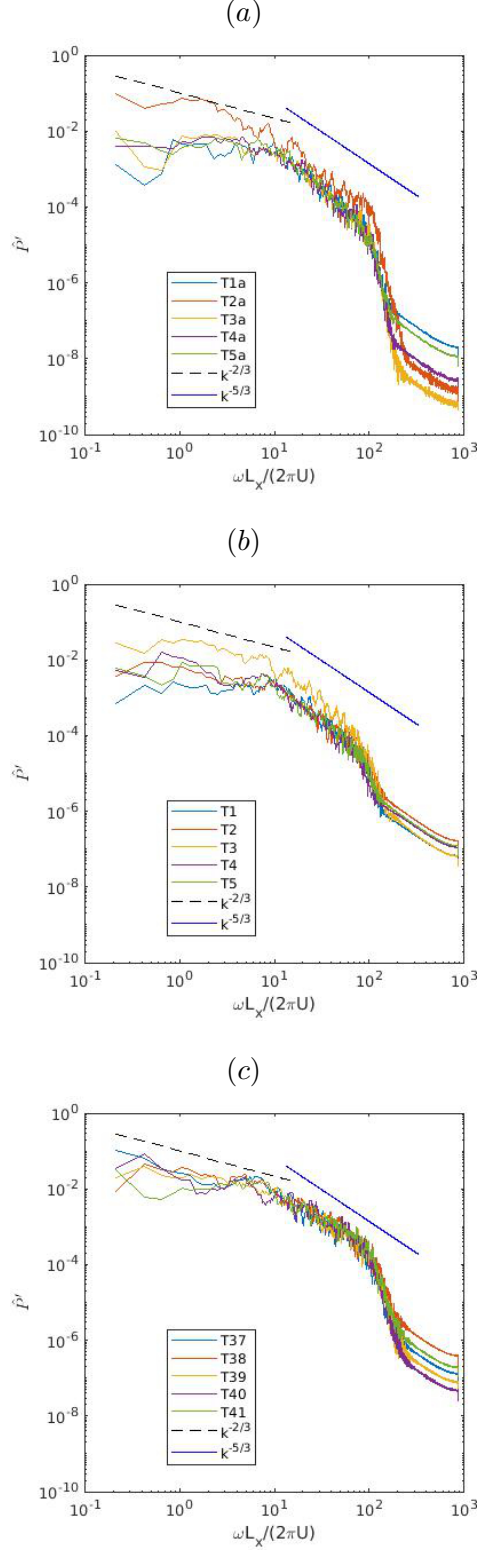 (a)
10^0
10^-2
10^-4
P̂'
10^-6
10^-8
10^-10
T1a
T2a
T3a
T4a
T5a
k^-2/3
k^-5/3
10^-1 10^0 10^1 10^2 10^3
ωL_x/(2πU)
(b)
10^0
10^-2
10^-4
P̂'
10^-6
10^-8
10^-10
T1
T2
T3
T4
T5
k^-2/3
k^-5/3
10^-1 10^0 10^1 10^2 10^3
ωL_x/(2πU)
(c)
10^0
10^-2
10^-4
P̂'
10^-6
10^-8
10^-10
T37
T38
T39
T40
T41
k^-2/3
k^-5/3
10^-1 10^0 10^1 10^2 10^3
ωL_x/(2πU)